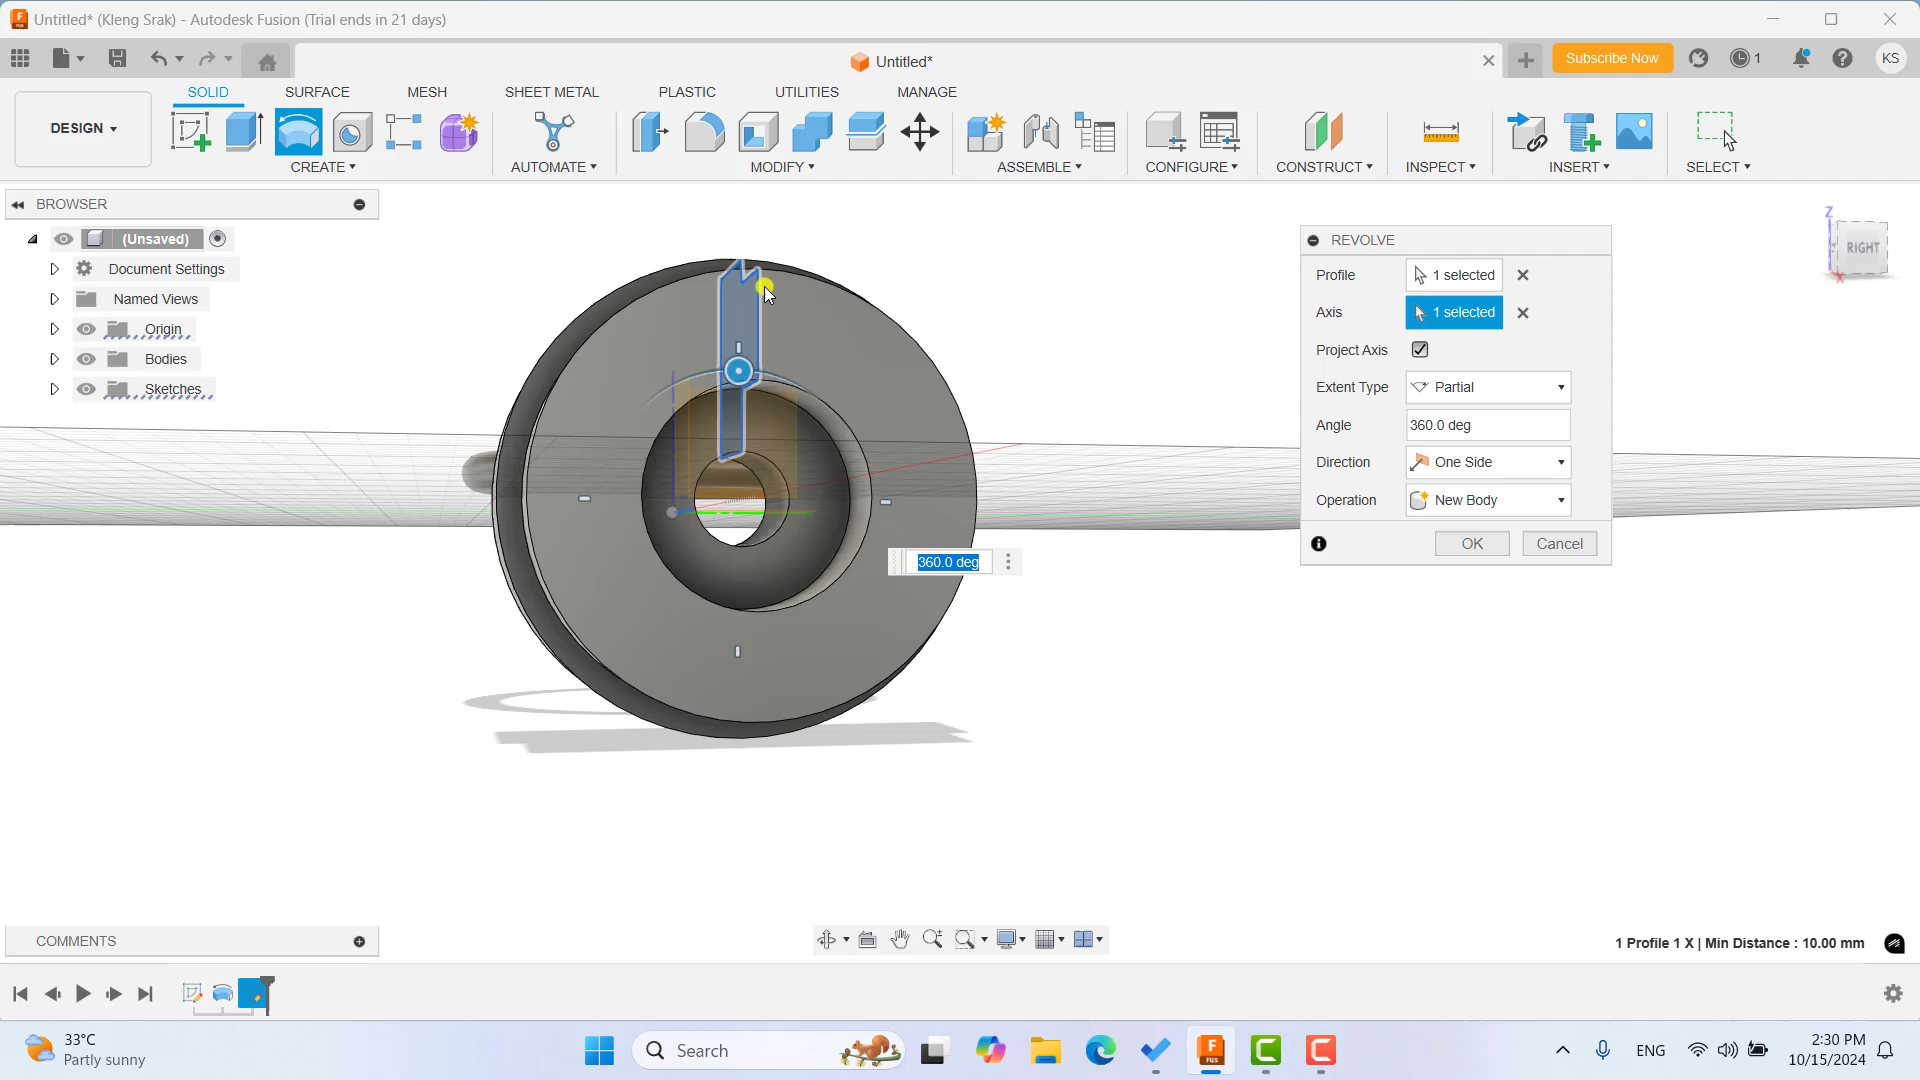 Untitled* (Kleng Srak) - Autodesk Fusion (Trial ends in 21 days)
Untitled*
Subscribe Now
1
KS
DESIGN
SOLID
SURFACE
MESH
SHEET METAL
PLASTIC
UTILITIES
MANAGE
CREATE
AUTOMATE
MODIFY
ASSEMBLE
CONFIGURE
CONSTRUCT
INSPECT
INSERT
SELECT
BROWSER
(Unsaved)
Document Settings
Named Views
Origin
Bodies
Sketches
Z
RIGHT
X
REVOLVE
Profile
1 selected
Axis
1 selected
Project Axis
Extent Type
Partial
Angle
360.0 deg
Direction
One Side
Operation
New Body
OK
Cancel
360.0 deg
COMMENTS
1 Profile 1 X | Min Distance : 10.00 mm
33°C
Partly sunny
Search
F
FUS
C
C
ENG
2:30 PM
10/15/2024